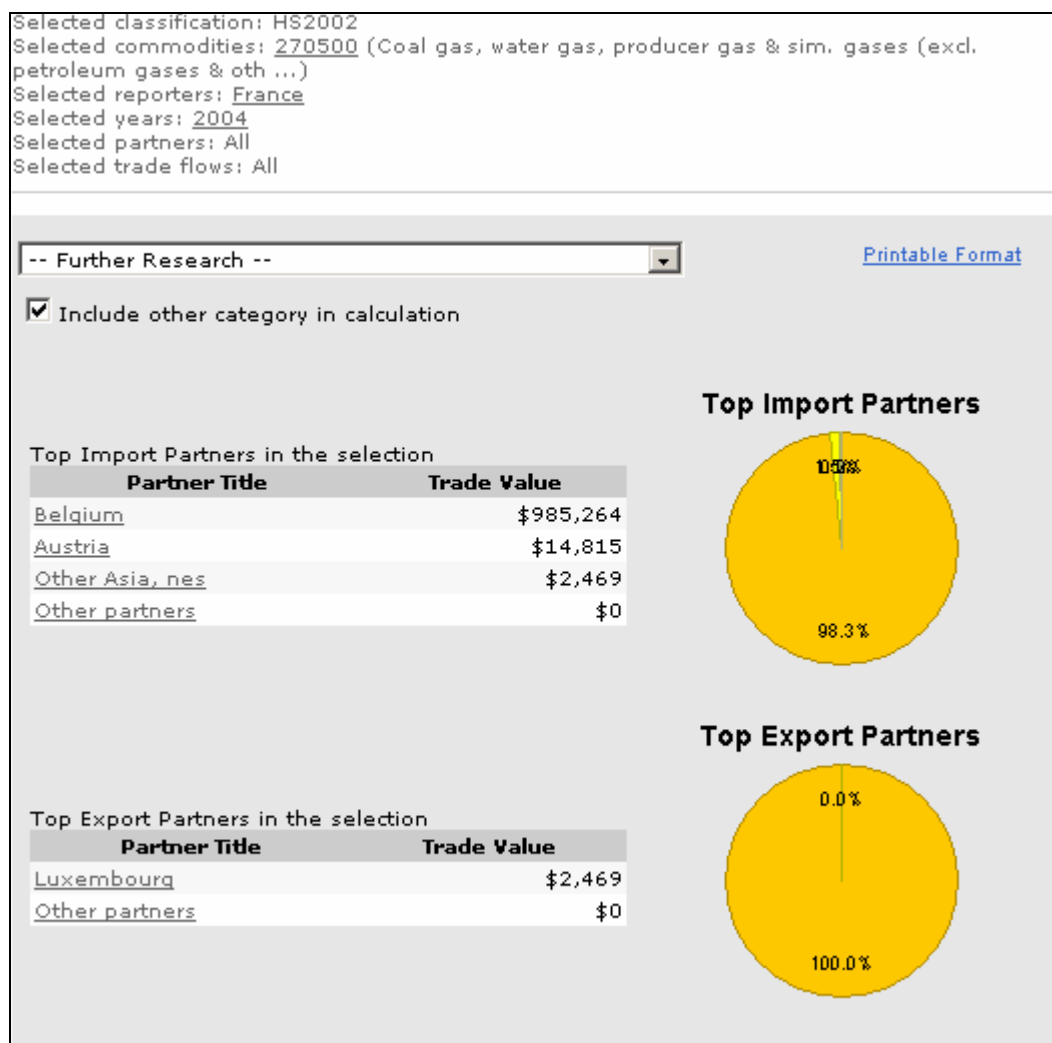 Selected classification: HS2002
Selected commodities: 270500 (Coal gas, water gas, producer gas & sim. gases (excl.
petroleum gases & oth ...)
Selected reporters: France
Selected years: 2004
Selected partners: All
Selected trade flows: All
-- Further Research --
Printable Format
Include other category in calculation
Top Import Partners
Top Import Partners in the selection
Partner Title Trade Value
Belgium $985,264
Austria $14,815
Other Asia, nes $2,469
Other partners $0
98.3%
Top Export Partners
0.0%
Top Export Partners in the selection
Partner Title Trade Value
Luxembourg $2,469
Other partners $0
100.0%